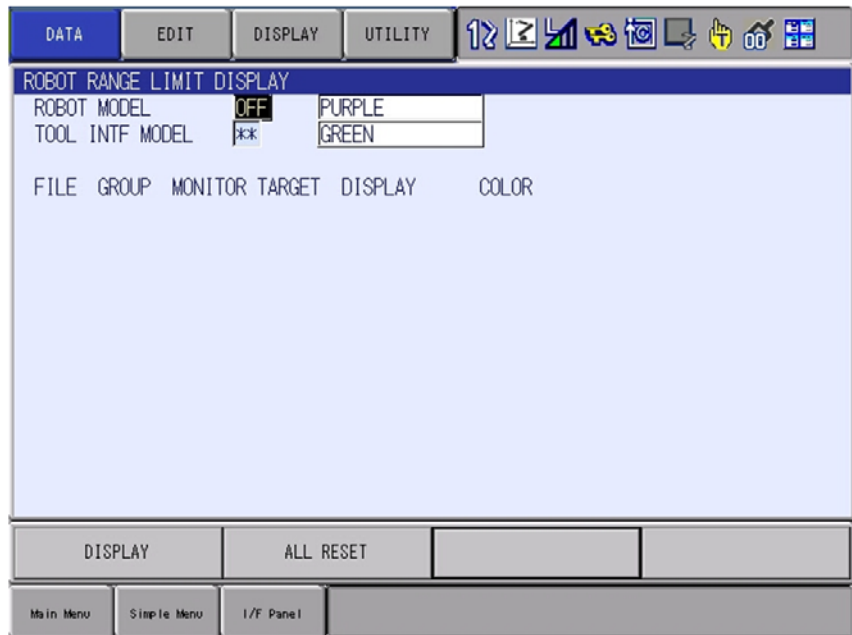 DATA EDIT DISPLAY UTILITY
ROBOT RANGE LIMIT DISPLAY
ROBOT MODEL OFF PURPLE
TOOL INTF MODEL ** GREEN
FILE GROUP MONITOR TARGET DISPLAY COLOR
DISPLAY ALL RESET
Main Menu Simple Menu I/F Panel